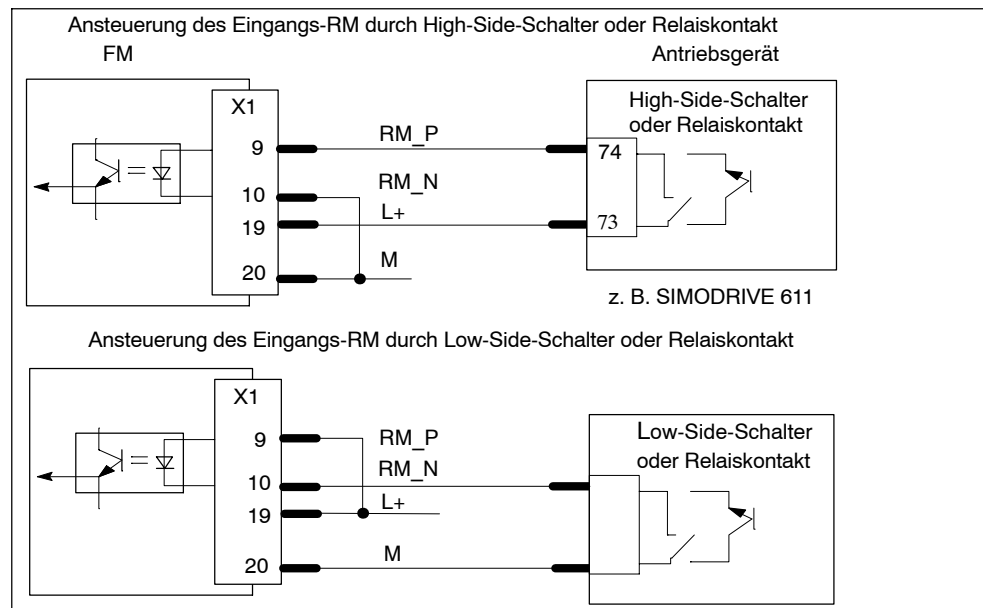 Ansteuerung des Eingangs-RM durch High-Side-Schalter oder Relaiskontakt
FM
Antriebsgerät
X1
High-Side-Schalter
oder Relaiskontakt
9
RM_P
74
10
RM_N
19
L+
73
20
M
z. B. SIMODRIVE 611
Ansteuerung des Eingangs-RM durch Low-Side-Schalter oder Relaiskontakt
X1
Low-Side-Schalter
oder Relaiskontakt
9
RM_P
10
RM_N
19
L+
20
M